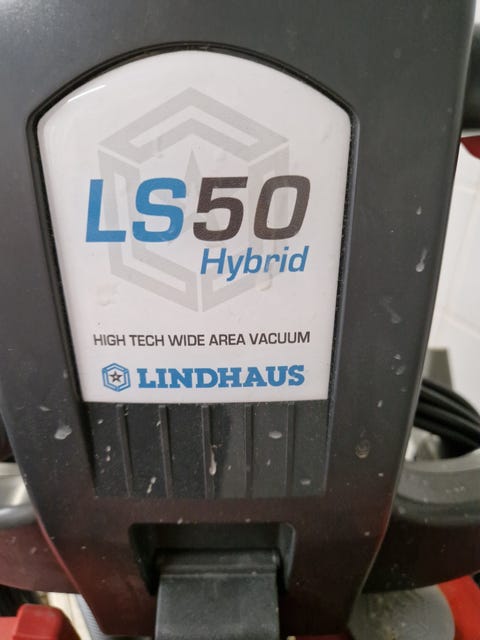 LS50
Hybrid
HIGH TECH WIDE AREA VACUUM
LINDHAUS